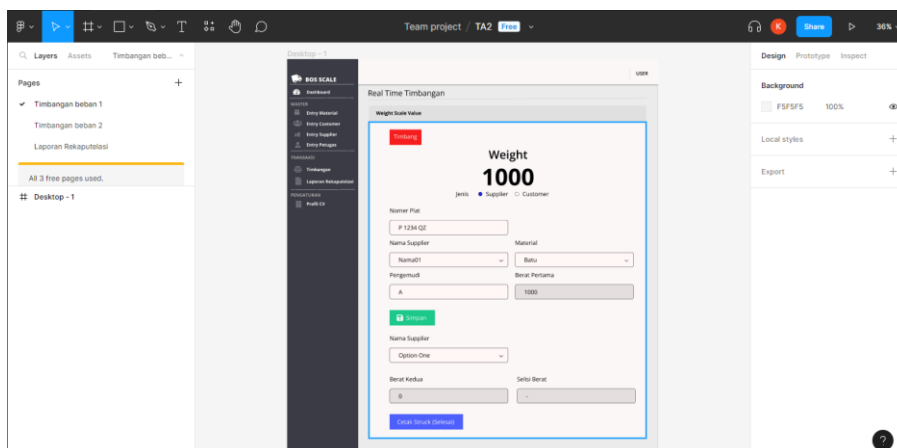 Team project / TA2 Free
K Share 36%
Layers Assets Timbangan beb...
Design Prototype Inspect
Pages
✓ Timbangan beban 1
Timbangan beban 2
Laporan Rekaputelasi
All 3 free pages used.
Desktop - 1
Desktop - 1
BOS SCALE
Dashboard
MASTER
Entry Material
Entry Customer
Entry Supplier
Entry Petugas
TRANSAKSI
Timbangan
Laporan Rekaputelasi
PENGATURAN
Profil CV
USER
Real Time Timbangan
Weight Scale Value
Timbang
Weight
1000
Jenis Supplier Customer
Nomer Plat
P 1234 QZ
Nama Supplier Material
Nama01 Batu
Pengemudi Berat Pertama
A 1000
Simpan
Nama Supplier
Option One
Berat Kedua Selisi Berat
0 -
Cetak Struck (Selesai)
Background
F5F5F5 100%
Local styles +
Export +
?